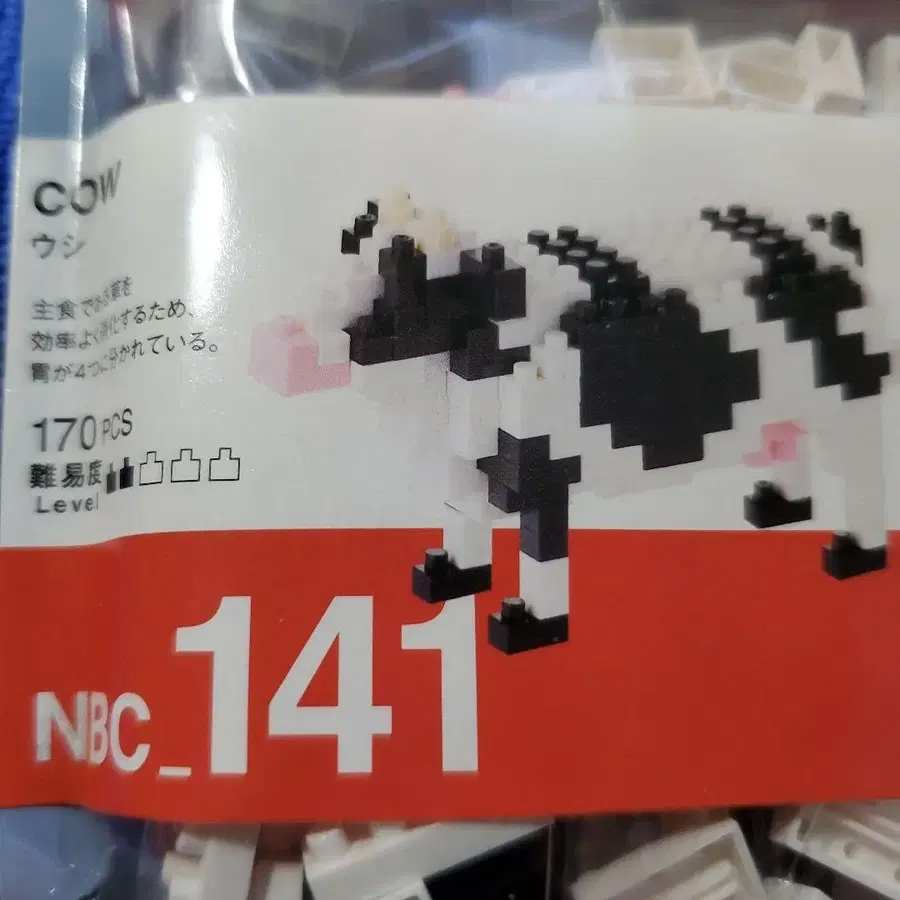 COW
ウシ
主食である草を
効率よく消化するため、
胃が4つに分かれている。
170 PCS
難易度
Level
NBC_141